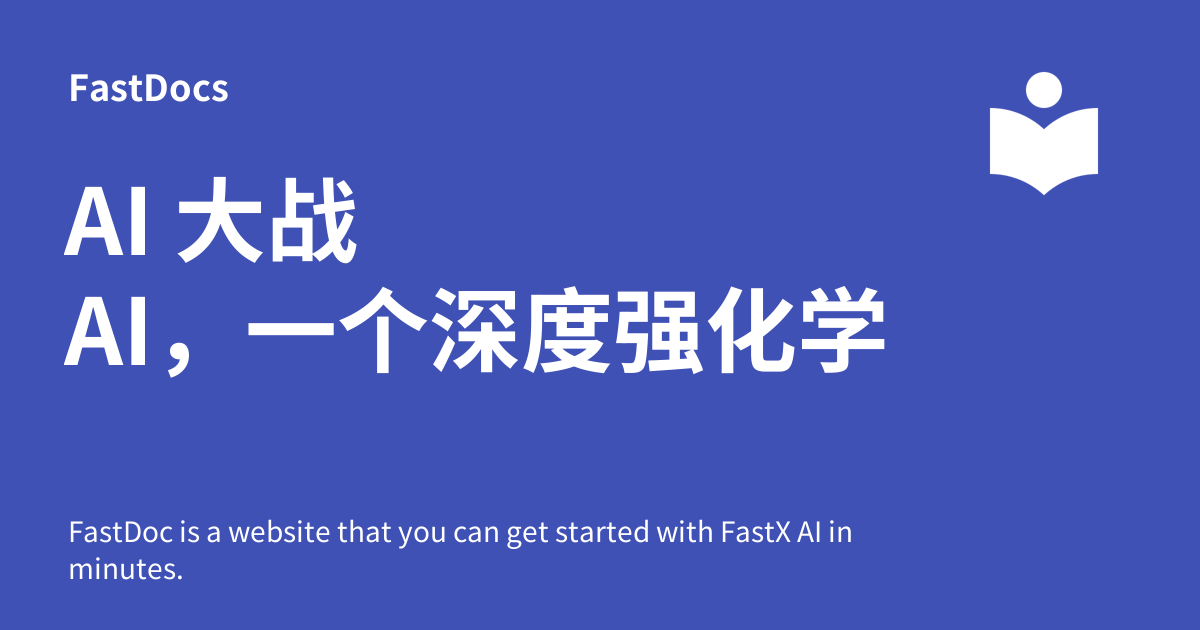 FastDocs
AI 大战
AI，一个深度强化学
FastDoc is a website that you can get started with FastX AI in
minutes.